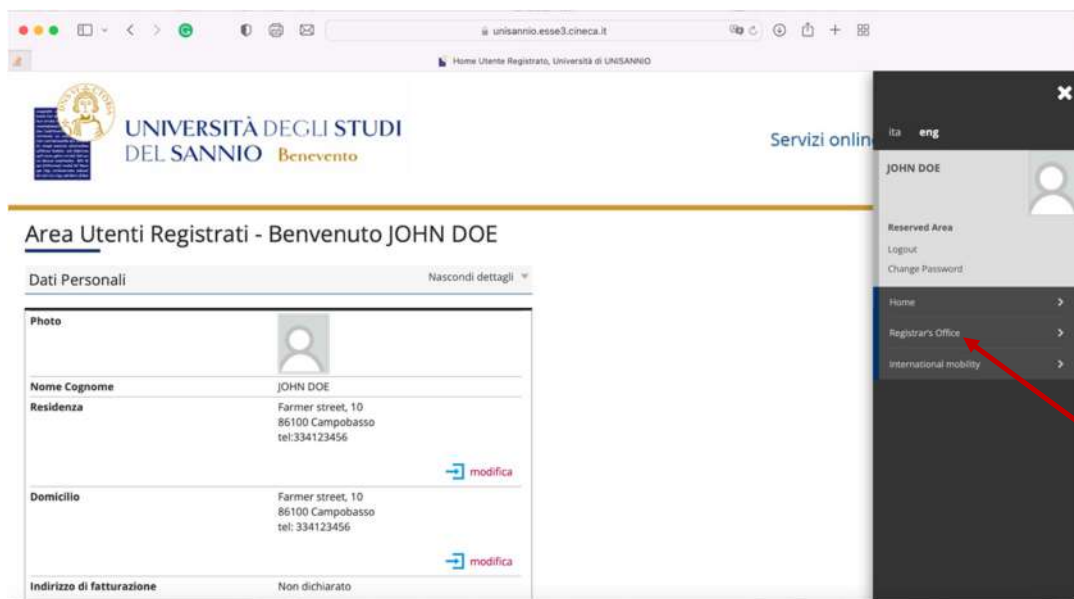 unisannio.esse3.cineca.it
Home Utente Registrato, Università di UNISANNIO
UNIVERSITÀ DEGLI STUDI
DEL SANNIO Benevento
Servizi onlin
ita eng
JOHN DOE
Reserved Area
Logout
Change Password
Home
Registrar's Office
International mobility
Area Utenti Registrati - Benvenuto JOHN DOE
Dati Personali Nascondi dettagli
Photo
Nome Cognome JOHN DOE
Residenza Farmer street, 10
86100 Campobasso
tel:334123456
modifica
Domicilio Farmer street, 10
86100 Campobasso
tel: 334123456
modifica
Indirizzo di fatturazione Non dichiarato